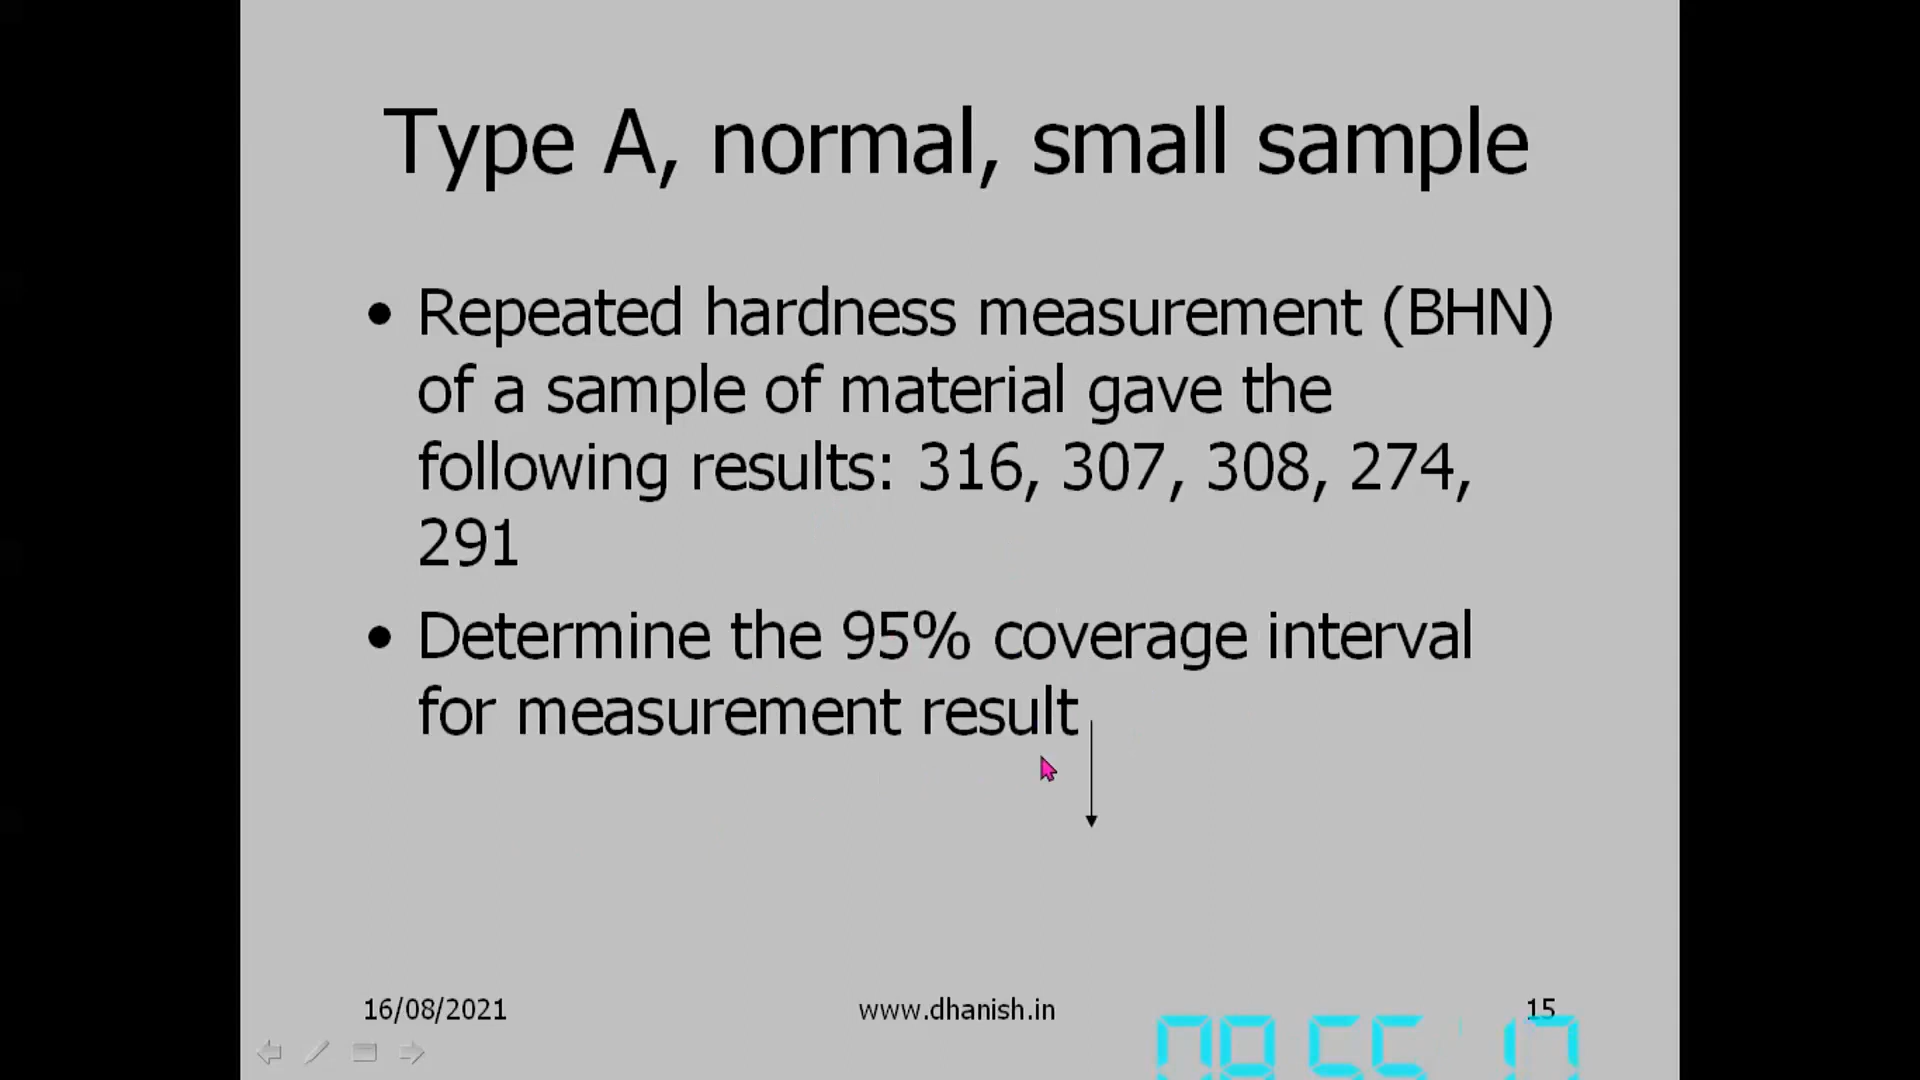 Type A, normal, small sample
• Repeated hardness measurement (BHN)
of a sample of material gave the
following results: 316, 307, 308, 274,
291
• Determine the 95% coverage interval
for measurement result
16/08/2021
www.dhanish.in
15